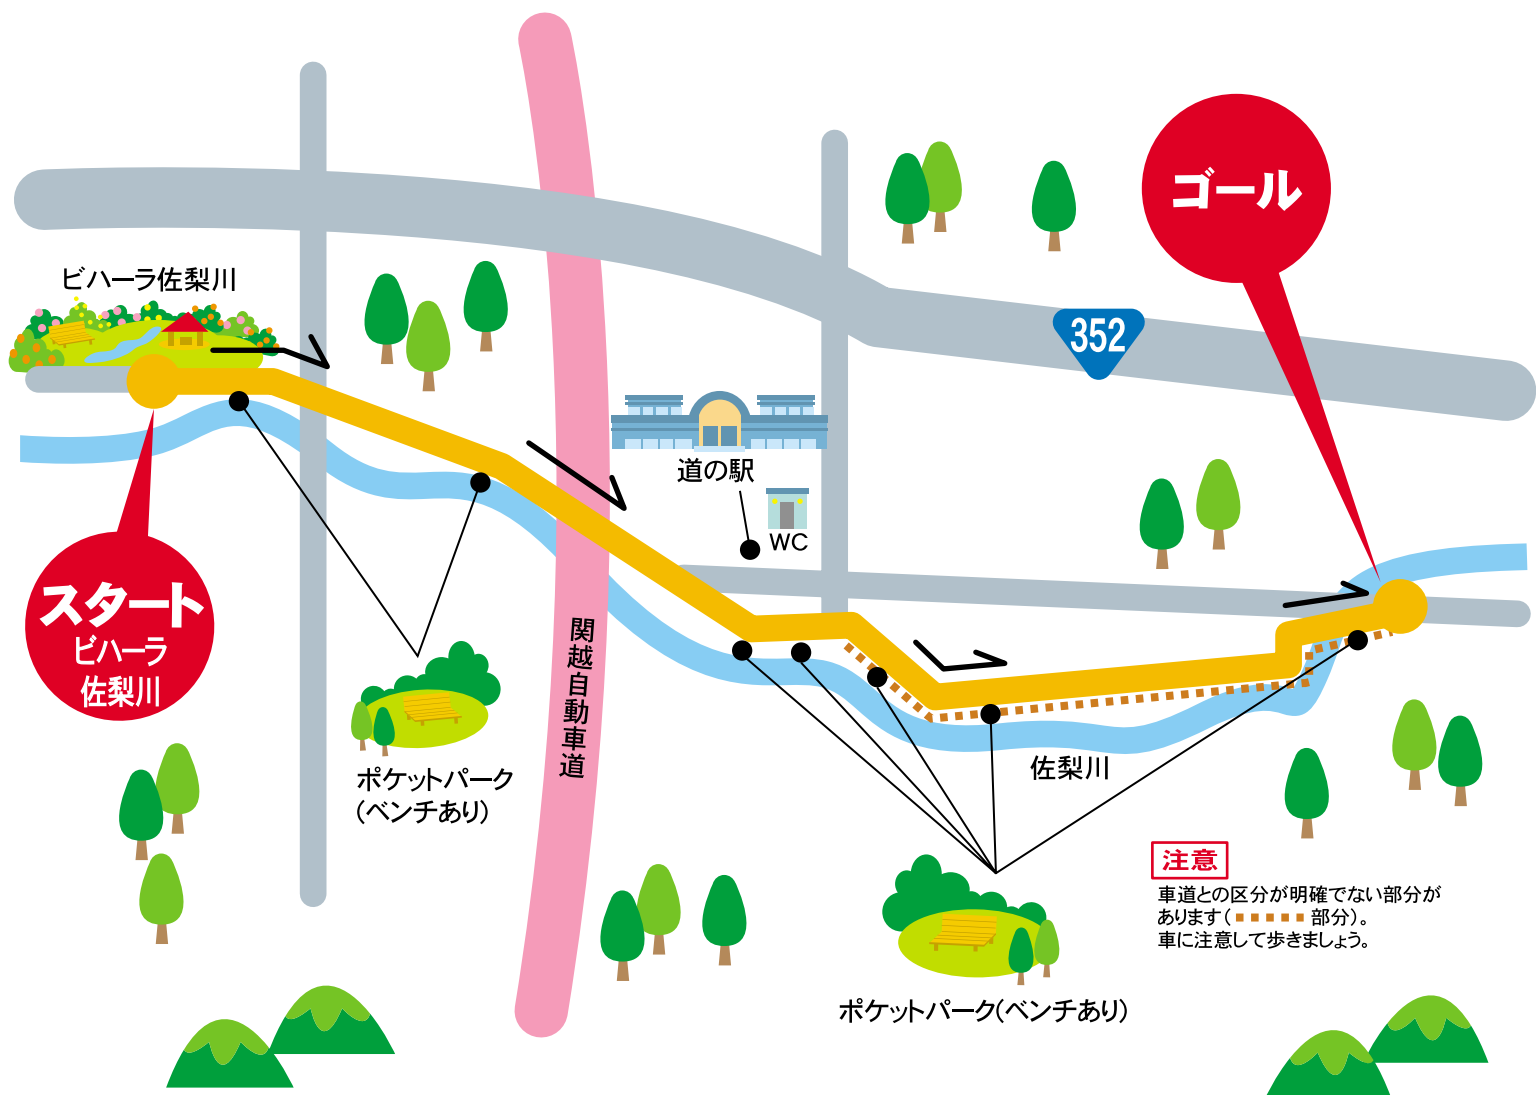 ゴール
352
ビハーラ佐梨川
道の駅
WC
スタート
ビハーラ
佐梨川
関越自動車道
ポケットパーク
(ベンチあり)
佐梨川
注意
車道との区分が明確でない部分が
あります( 部分)。
車に注意して歩きましょう。
ポケットパーク(ベンチあり)